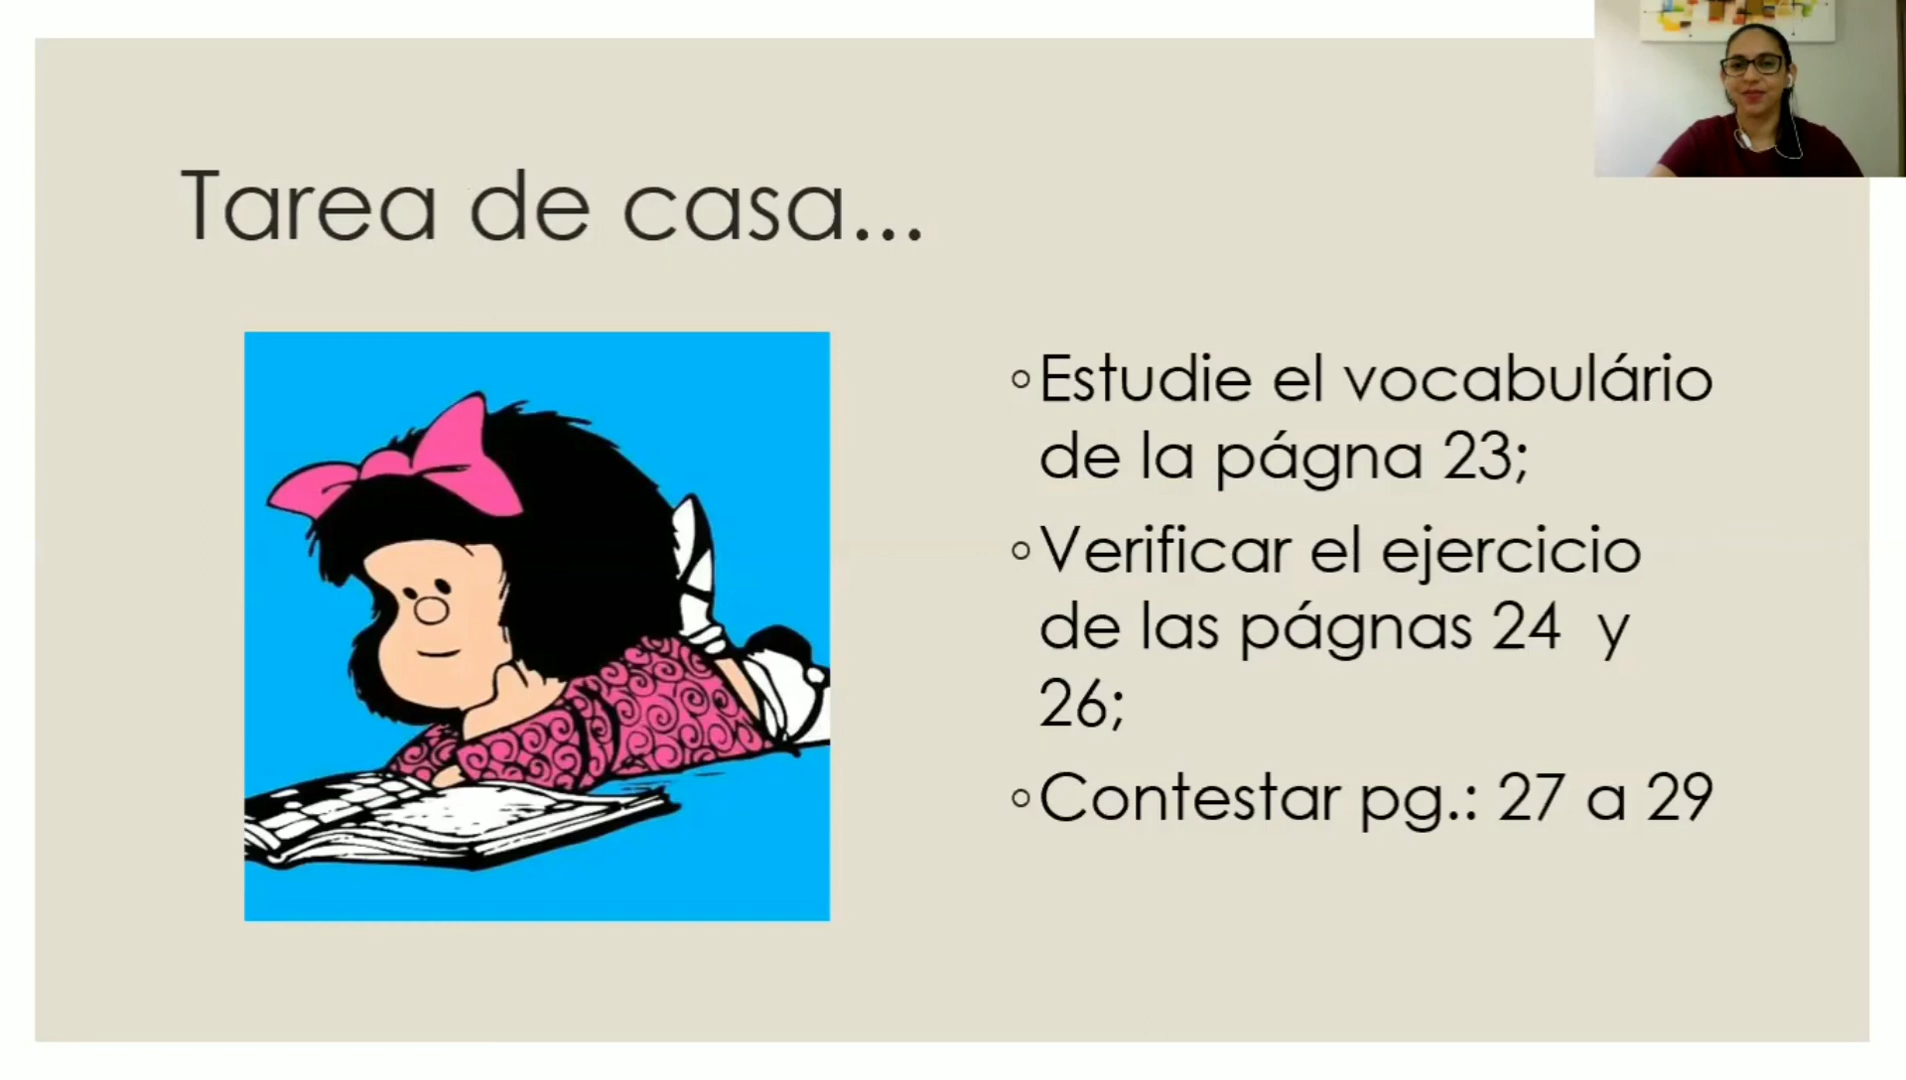 Tarea de casa...
◦Estudie el vocabulário
de la págna 23;
◦Verificar el ejercicio
de las págnas 24 y
26;
◦Contestar pg.: 27 a 29